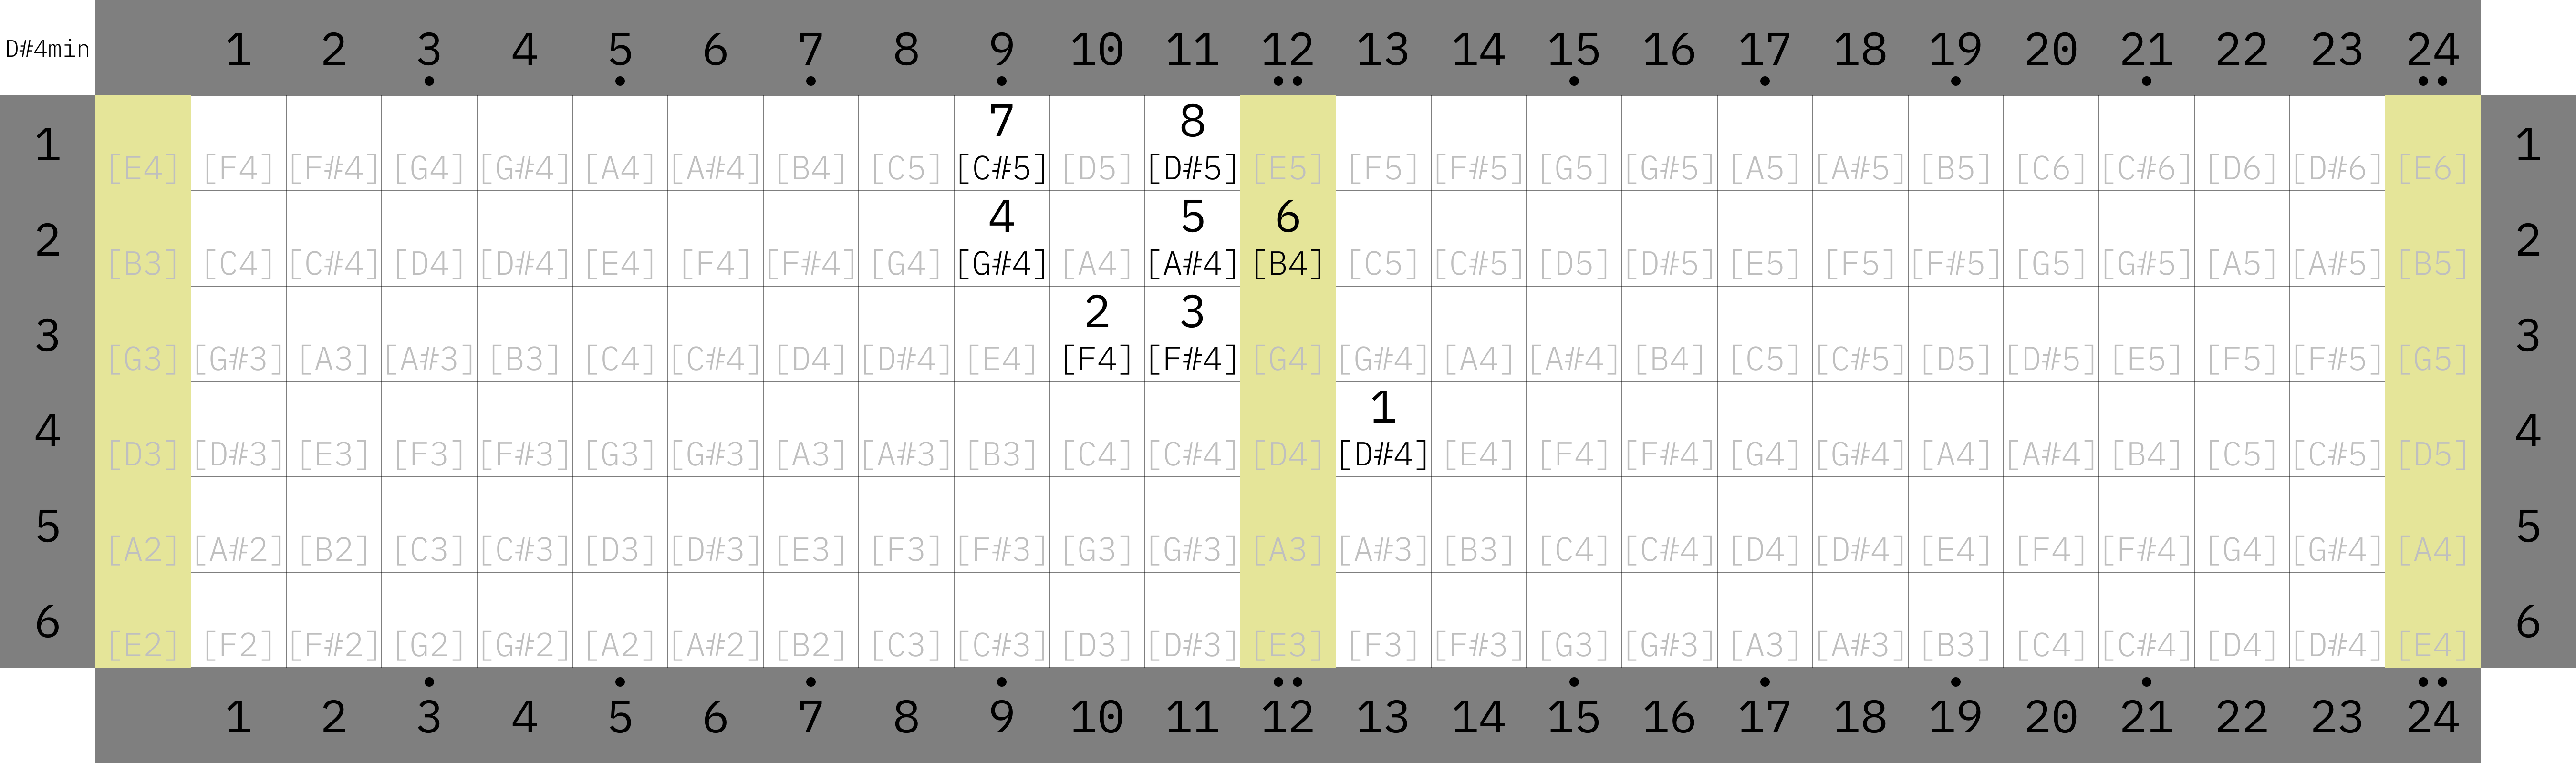 D#4min 1 2 3 4 5 6 7 8 9 10 11 12 13 14 15 16 17 18 19 20 21 22 23 24
7 8
1 [E4] [F4] [F#4] [G4] [G#4] [A4] [A#4] [B4] [C5] [C#5] [D5] [D#5] [E5] [F5] [F#5] [G5] [G#5] [A5] [A#5] [B5] [C6] [C#6] [D6] [D#6] [E6] 1
4 5 6
2 [B3] [C4] [C#4] [D4] [D#4] [E4] [F4] [F#4] [G4] [G#4] [A4] [A#4] [B4] [C5] [C#5] [D5] [D#5] [E5] [F5] [F#5] [G5] [G#5] [A5] [A#5] [B5] 2
2 3
3 [G3] [G#3] [A3] [A#3] [B3] [C4] [C#4] [D4] [D#4] [E4] [F4] [F#4] [G4] [G#4] [A4] [A#4] [B4] [C5] [C#5] [D5] [D#5] [E5] [F5] [F#5] [G5] 3
1
4 [D3] [D#3] [E3] [F3] [F#3] [G3] [G#3] [A3] [A#3] [B3] [C4] [C#4] [D4] [D#4] [E4] [F4] [F#4] [G4] [G#4] [A4] [A#4] [B4] [C5] [C#5] [D5] 4
5 [A2] [A#2] [B2] [C3] [C#3] [D3] [D#3] [E3] [F3] [F#3] [G3] [G#3] [A3] [A#3] [B3] [C4] [C#4] [D4] [D#4] [E4] [F4] [F#4] [G4] [G#4] [A4] 5
6 [E2] [F2] [F#2] [G2] [G#2] [A2] [A#2] [B2] [C3] [C#3] [D3] [D#3] [E3] [F3] [F#3] [G3] [G#3] [A3] [A#3] [B3] [C4] [C#4] [D4] [D#4] [E4] 6
1 2 3 4 5 6 7 8 9 10 11 12 13 14 15 16 17 18 19 20 21 22 23 24